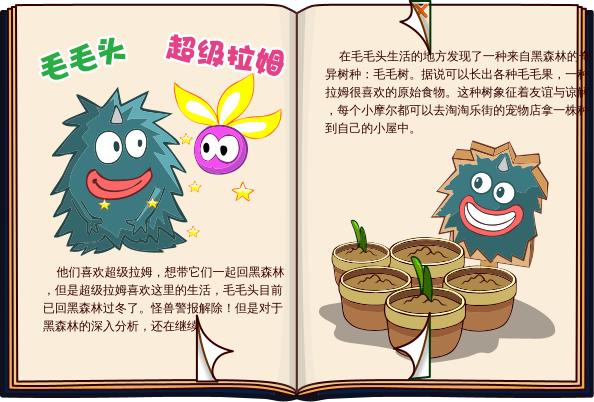 毛毛头
超级拉姆
他们喜欢超级拉姆，想带它们一起回黑森林
，但是超级拉姆喜欢这里的生活，毛毛头目前
已回黑森林过冬了。怪兽警报解除！但是对于
黑森林的深入分析，还在继续
在毛毛头生活的地方发现了一种来自黑森林的奇
异树种：毛毛树。据说可以长出各种毛毛果，一种
拉姆很喜欢的原始食物。这种树象征着友谊与谅解
，每个小摩尔都可以去淘淘乐街的宠物店拿一株种
到自己的小屋中。